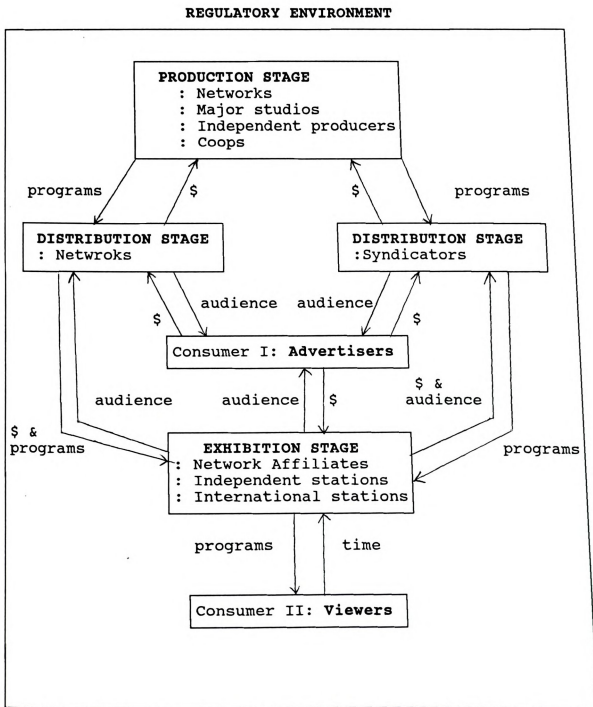 REGULATORY ENVIRONMENT
PRODUCTION STAGE
: Networks
: Major studios
: Independent producers
: Coops
programs
$
$
programs
DISTRIBUTION STAGE
: Netwroks
DISTRIBUTION STAGE
:Syndicators
audience
audience
$
$
Consumer I: Advertisers
audience
audience
$
$ &
audience
$ &
programs
programs
EXHIBITION STAGE
: Network Affiliates
: Independent stations
: International stations
programs
time
Consumer II: Viewers